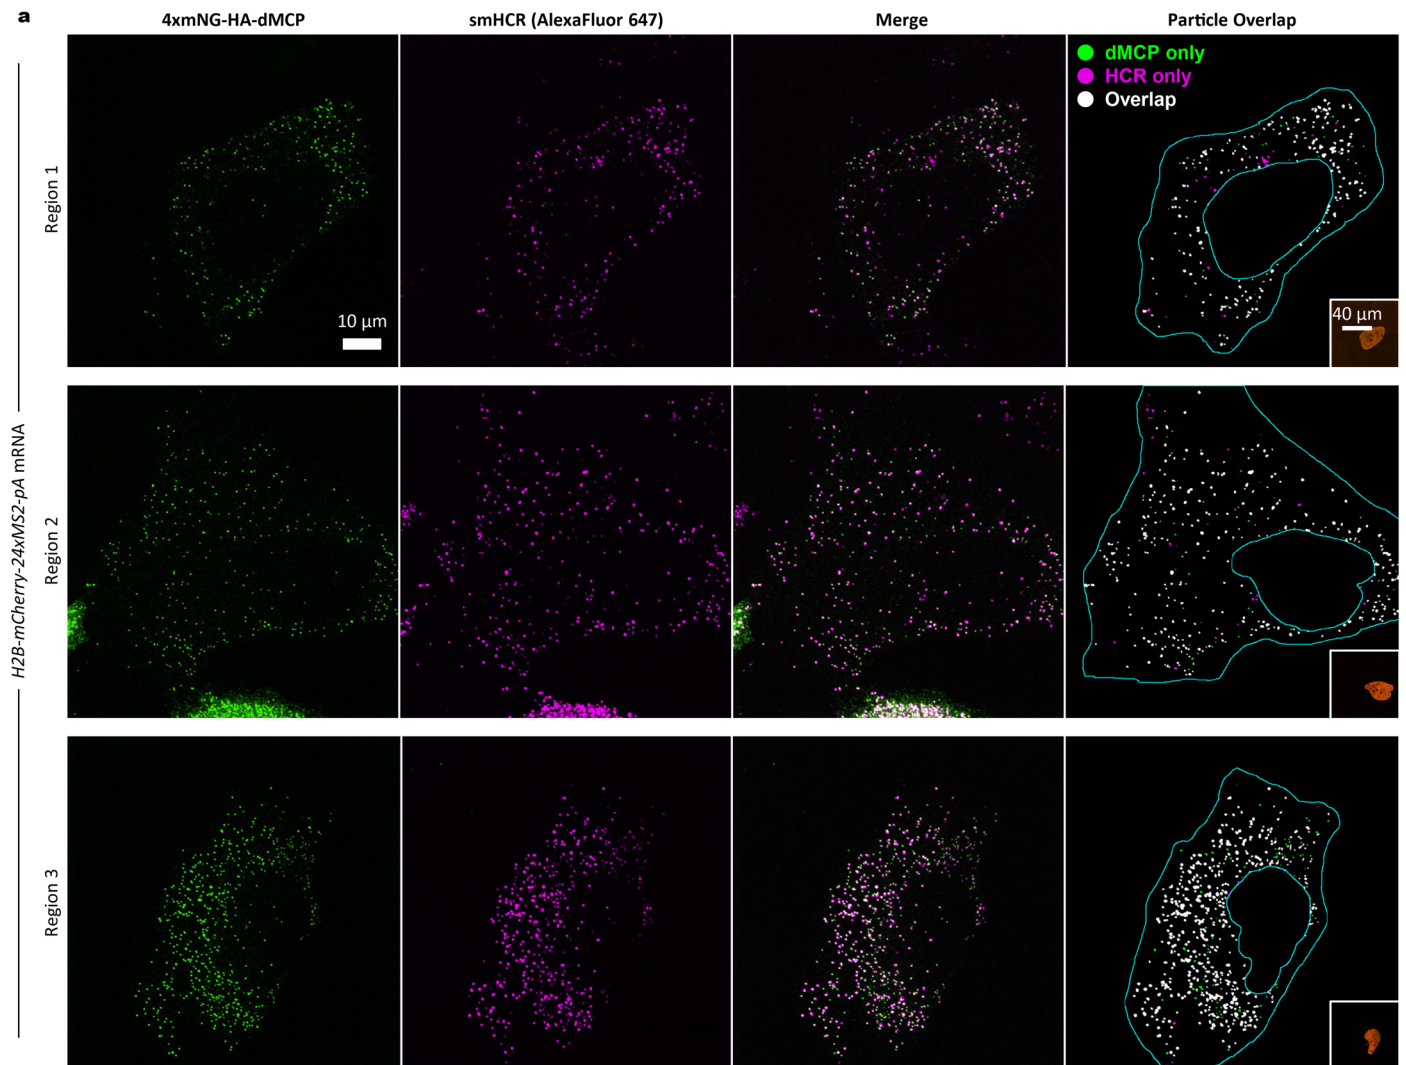 a
4xmNG-HA-dMCP
smHCR (AlexaFluor 647)
Merge
Particle Overlap
dMCP only
HCR only
Overlap
H2B-mCherry-24xMS2-pA mRNA
Region 1
10 µm
40 µm
Region 2
Region 3